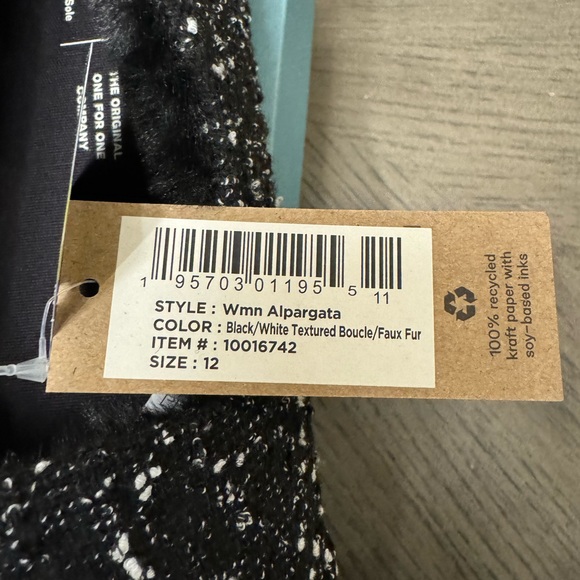 Sole
THE ORIGINAL
ONE FOR ONE
COMPANY
1 95703 01195 5 11
STYLE : Wmn Alpargata
COLOR : Black/White Textured Boucle/Faux Fur
ITEM # : 10016742
SIZE : 12
100% recycled
kraft paper with
soy-based inks